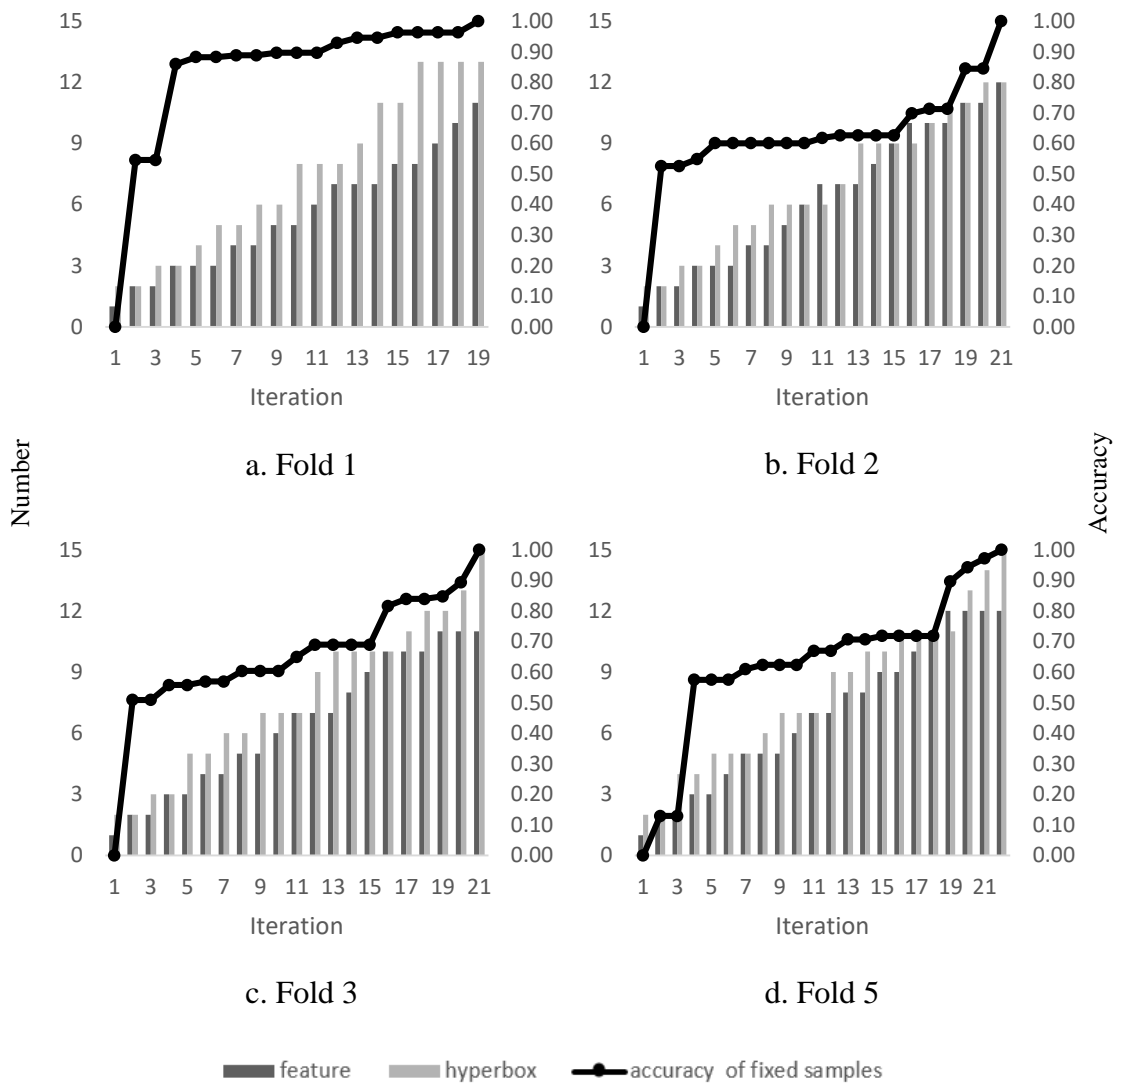 15 1.00
0.90
12 0.80
0.70
9 0.60
0.50
6 0.40
0.30
3 0.20
0.10
0 0.00
1 3 5 7 9 11 13 15 17 19
Iteration
a. Fold 1
15 1.00
0.90
12 0.80
0.70
9 0.60
0.50
6 0.40
0.30
3 0.20
0.10
0 0.00
1 3 5 7 9 11 13 15 17 19 21
Iteration
b. Fold 2
Number
Accuracy
15 1.00
0.90
12 0.80
0.70
9 0.60
0.50
6 0.40
0.30
3 0.20
0.10
0 0.00
1 3 5 7 9 11 13 15 17 19 21
Iteration
c. Fold 3
15 1.00
0.90
12 0.80
0.70
9 0.60
0.50
6 0.40
0.30
3 0.20
0.10
0 0.00
1 3 5 7 9 11 13 15 17 19 21
Iteration
d. Fold 5
feature hyperbox accuracy of fixed samples